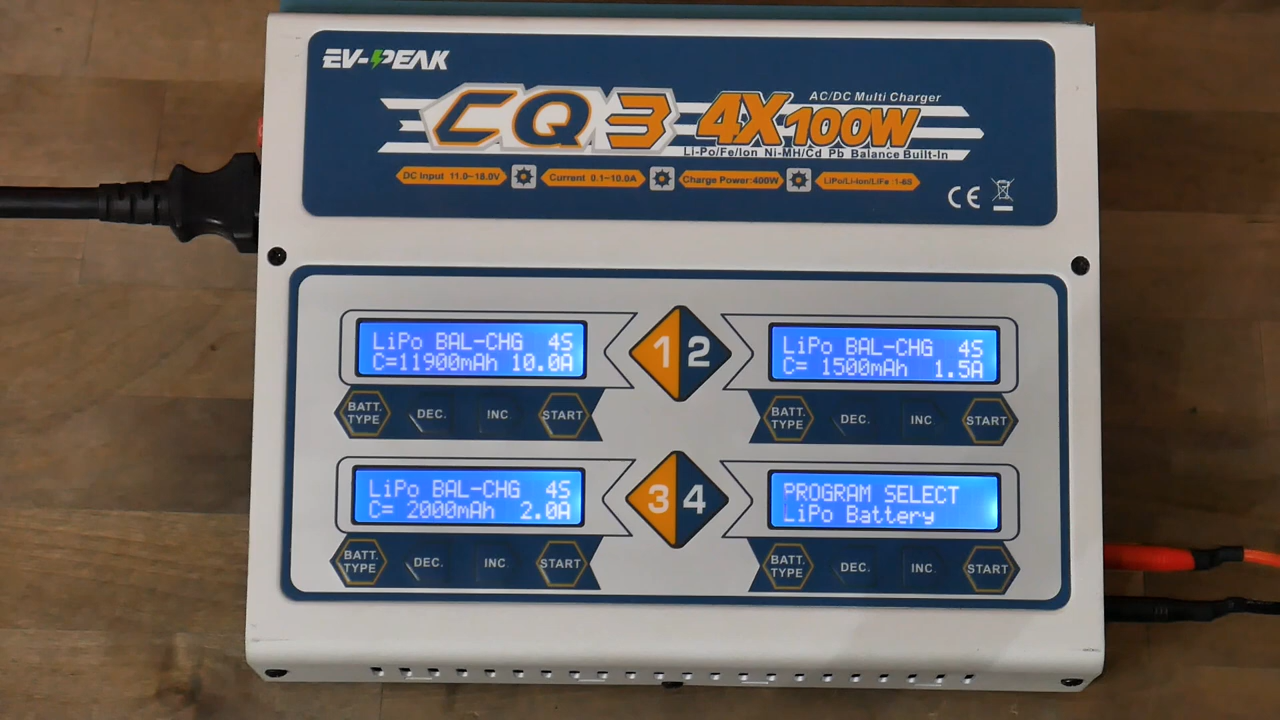 EV-PEAK
AC/DC Multi Charger
CQ3 4X100W
Li-Po/Fe/Ion Ni-MH/Cd Pb Balance Built-In
DC Input 11.0~18.0V
Current 0.1~10.0A
Charge Power:400W
LiPo/Li-Ion/LiFe :1-6S
CE
LiPo BAL-CHG 4S
C=11900mAh 10.0A
1 2
LiPo BAL-CHG 4S
C= 1500mAh 1.5A
BATT. TYPE
DEC.
INC.
START
BATT. TYPE
DEC.
INC.
START
LiPo BAL-CHG 4S
C= 2000mAh 2.0A
3 4
PROGRAM SELECT
LiPo Battery
BATT. TYPE
DEC.
INC.
START
BATT. TYPE
DEC.
INC.
START